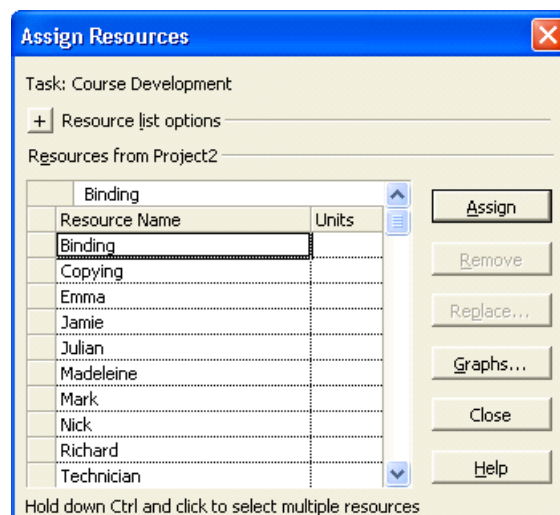 Assign Resources
Task: Course Development
+ Resource list options
Resources from Project2
Binding
Resource Name Units
Binding
Copying
Emma
Jamie
Julian
Madeleine
Mark
Nick
Richard
Technician
Assign
Remove
Replace...
Graphs...
Close
Help
Hold down Ctrl and click to select multiple resources